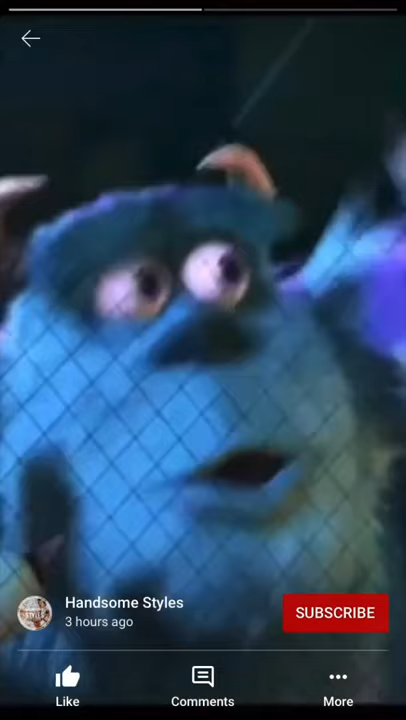 Handsome Styles
3 hours ago
SUBSCRIBE
Like
Comments
More